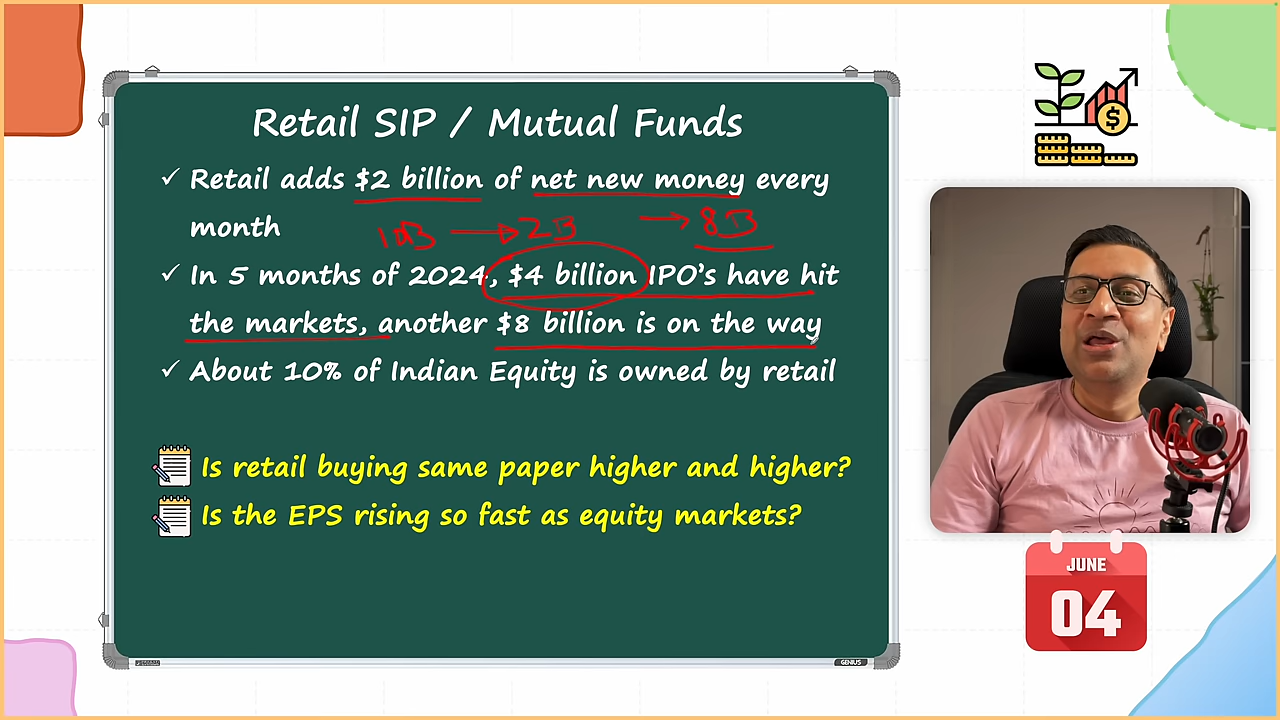 Retail SIP / Mutual Funds
✓ Retail adds $2 billion of net new money every
month
→ 2B → 8B
✓ In 5 months of 2024, $4 billion IPO's have hit
the markets, another $8 billion is on the way
✓ About 10% of Indian Equity is owned by retail
Is retail buying same paper higher and higher?
Is the EPS rising so fast as equity markets?
JUNE
04
GENIUS